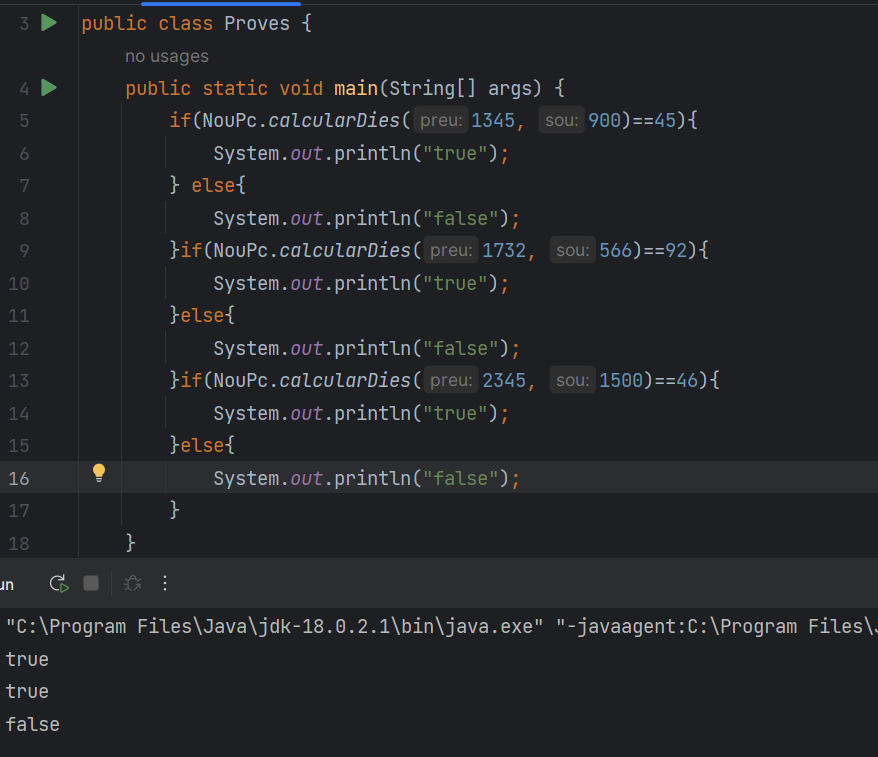 3 public class Proves {
no usages
4 public static void main(String[] args) {
5 if(NouPc.calcularDies( preu: 1345, sou: 900)==45){
6 System.out.println("true");
7 } else{
8 System.out.println("false");
9 }if(NouPc.calcularDies( preu: 1732, sou: 566)==92){
10 System.out.println("true");
11 }else{
12 System.out.println("false");
13 }if(NouPc.calcularDies( preu: 2345, sou: 1500)==46){
14 System.out.println("true");
15 }else{
16 System.out.println("false");
17 }
18 }
un
"C:\Program Files\Java\jdk-18.0.2.1\bin\java.exe" "-javaagent:C:\Program Files\J
true
true
false